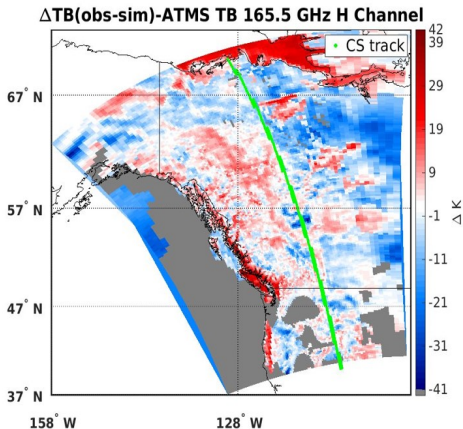 ΔTB(obs-sim)-ATMS TB 165.5 GHz H Channel
CS track
67° N
57° N
47° N
37° N
158° W
128° W
42
39
29
19
9
-1
-11
-21
-31
-41
Δ K